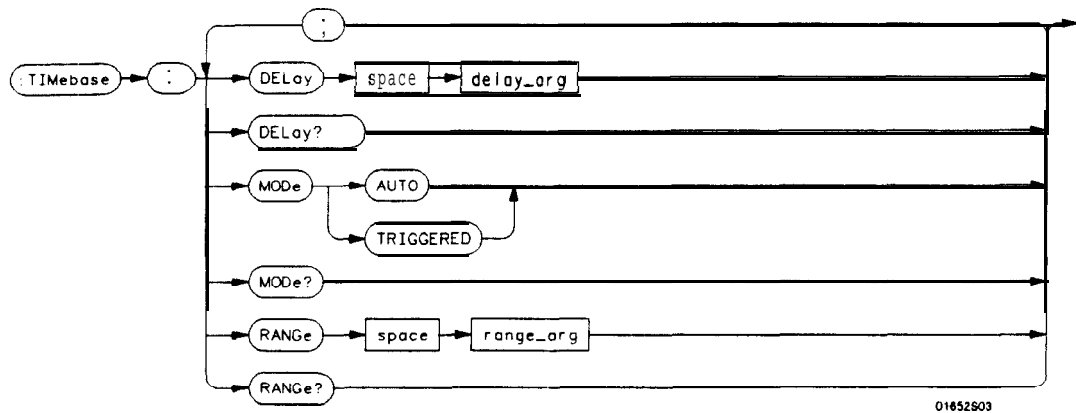 ;
:TIMebase : DELay space delay_arg
DELay?
MODe AUTO
TRIGGERED
MODe?
RANGe space range_arg
RANGe?
01652S03